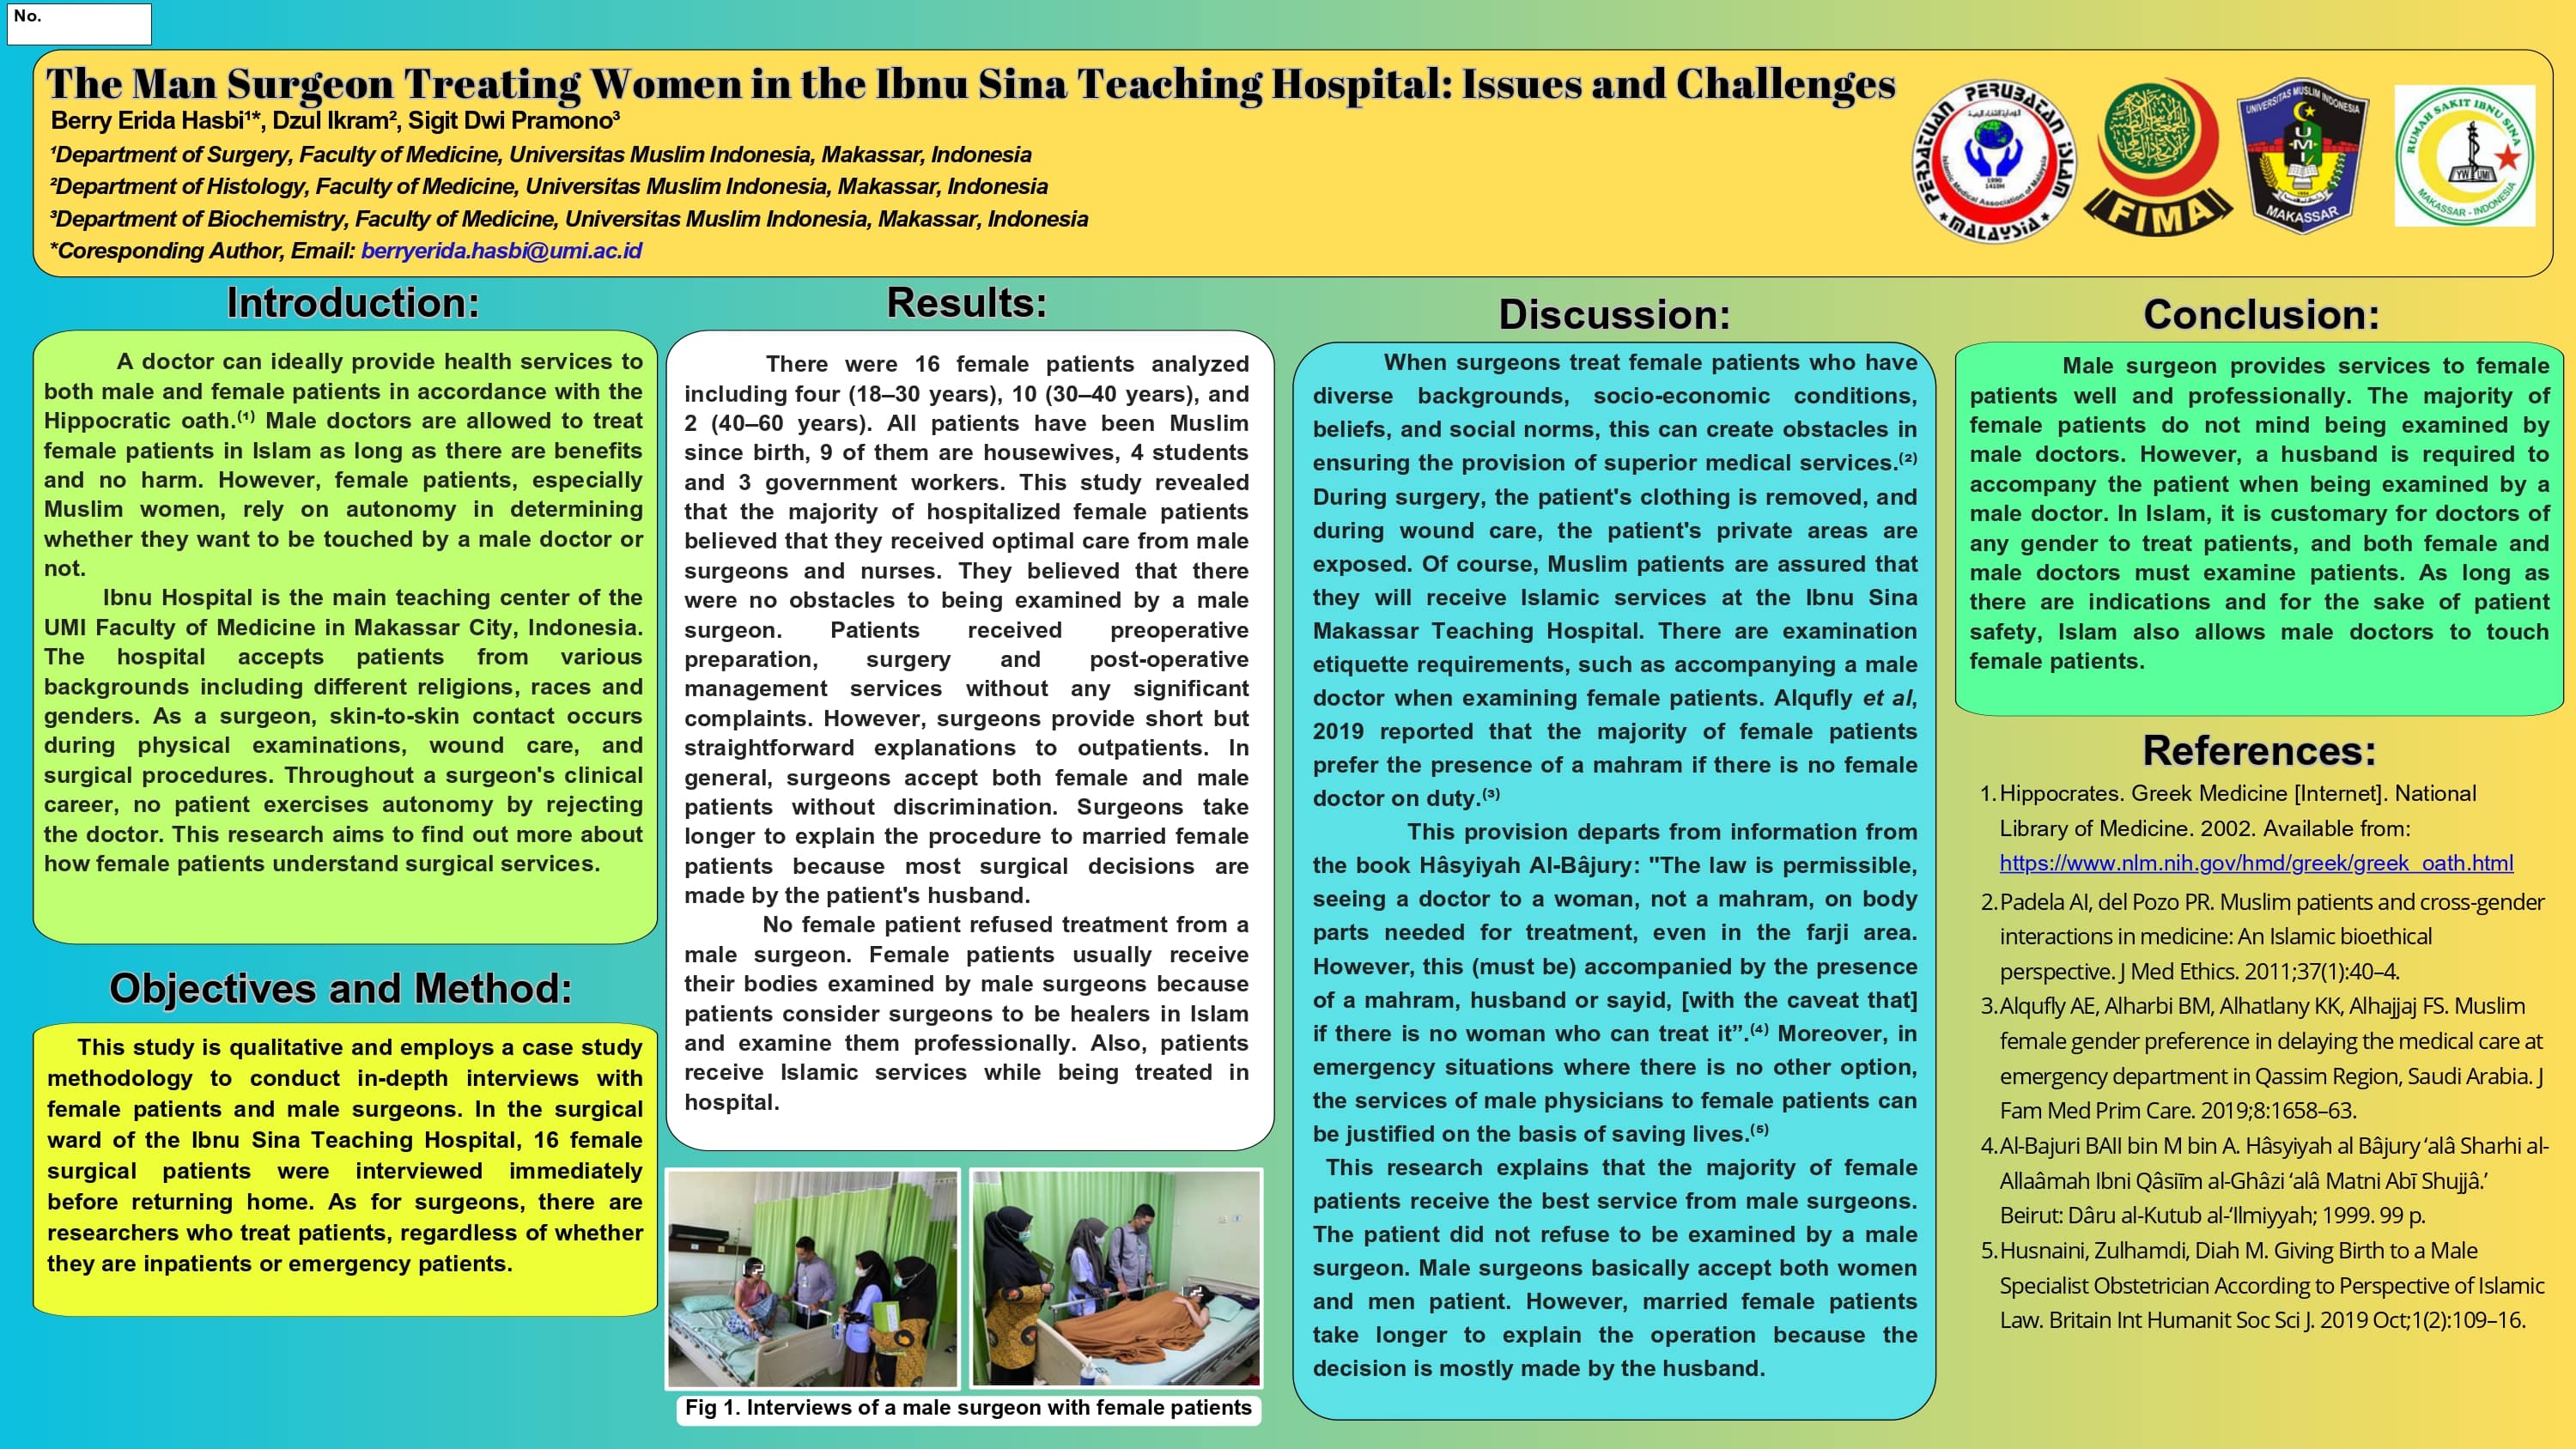 No.
The Man Surgeon Treating Women in the Ibnu Sina Teaching Hospital: Issues and Challenges
Berry Erida Hasbi¹*, Dzul Ikram², Sigit Dwi Pramono³
¹Department of Surgery, Faculty of Medicine, Universitas Muslim Indonesia, Makassar, Indonesia
²Department of Histology, Faculty of Medicine, Universitas Muslim Indonesia, Makassar, Indonesia
³Department of Biochemistry, Faculty of Medicine, Universitas Muslim Indonesia, Makassar, Indonesia
*Coresponding Author, Email: berryerida.hasbi@umi.ac.id
PERSATUAN PERUBATAN ISLAM
Islamic Medical Association of Malaysia
1990
1410H
MALAYSIA
FIMA
UNIVERSITAS MUSLIM INDONESIA
UMI
MAKASSAR
RUMAH SAKIT IBNU SINA
YW UMI
MAKASSAR - INDONESIA
Introduction:
A doctor can ideally provide health services to
both male and female patients in accordance with the
Hippocratic oath.⁽¹⁾ Male doctors are allowed to treat
female patients in Islam as long as there are benefits
and no harm. However, female patients, especially
Muslim women, rely on autonomy in determining
whether they want to be touched by a male doctor or
not.
Ibnu Hospital is the main teaching center of the
UMI Faculty of Medicine in Makassar City, Indonesia.
The hospital accepts patients from various
backgrounds including different religions, races and
genders. As a surgeon, skin-to-skin contact occurs
during physical examinations, wound care, and
surgical procedures. Throughout a surgeon's clinical
career, no patient exercises autonomy by rejecting
the doctor. This research aims to find out more about
how female patients understand surgical services.
Objectives and Method:
This study is qualitative and employs a case study
methodology to conduct in-depth interviews with
female patients and male surgeons. In the surgical
ward of the Ibnu Sina Teaching Hospital, 16 female
surgical patients were interviewed immediately
before returning home. As for surgeons, there are
researchers who treat patients, regardless of whether
they are inpatients or emergency patients.
Results:
There were 16 female patients analyzed
including four (18–30 years), 10 (30–40 years), and
2 (40–60 years). All patients have been Muslim
since birth, 9 of them are housewives, 4 students
and 3 government workers. This study revealed
that the majority of hospitalized female patients
believed that they received optimal care from male
surgeons and nurses. They believed that there
were no obstacles to being examined by a male
surgeon. Patients received preoperative
preparation, surgery and post-operative
management services without any significant
complaints. However, surgeons provide short but
straightforward explanations to outpatients. In
general, surgeons accept both female and male
patients without discrimination. Surgeons take
longer to explain the procedure to married female
patients because most surgical decisions are
made by the patient's husband.
No female patient refused treatment from a
male surgeon. Female patients usually receive
their bodies examined by male surgeons because
patients consider surgeons to be healers in Islam
and examine them professionally. Also, patients
receive Islamic services while being treated in
hospital.
Fig 1. Interviews of a male surgeon with female patients
Discussion:
When surgeons treat female patients who have
diverse backgrounds, socio-economic conditions,
beliefs, and social norms, this can create obstacles in
ensuring the provision of superior medical services.⁽²⁾
During surgery, the patient's clothing is removed, and
during wound care, the patient's private areas are
exposed. Of course, Muslim patients are assured that
they will receive Islamic services at the Ibnu Sina
Makassar Teaching Hospital. There are examination
etiquette requirements, such as accompanying a male
doctor when examining female patients. Alqufly et al,
2019 reported that the majority of female patients
prefer the presence of a mahram if there is no female
doctor on duty.⁽³⁾
This provision departs from information from
the book Hâsyiyah Al-Bâjury: "The law is permissible,
seeing a doctor to a woman, not a mahram, on body
parts needed for treatment, even in the farji area.
However, this (must be) accompanied by the presence
of a mahram, husband or sayid, [with the caveat that]
if there is no woman who can treat it”.⁽⁴⁾ Moreover, in
emergency situations where there is no other option,
the services of male physicians to female patients can
be justified on the basis of saving lives.⁽⁵⁾
This research explains that the majority of female
patients receive the best service from male surgeons.
The patient did not refuse to be examined by a male
surgeon. Male surgeons basically accept both women
and men patient. However, married female patients
take longer to explain the operation because the
decision is mostly made by the husband.
Conclusion:
Male surgeon provides services to female
patients well and professionally. The majority of
female patients do not mind being examined by
male doctors. However, a husband is required to
accompany the patient when being examined by a
male doctor. In Islam, it is customary for doctors of
any gender to treat patients, and both female and
male doctors must examine patients. As long as
there are indications and for the sake of patient
safety, Islam also allows male doctors to touch
female patients.
References:
1. Hippocrates. Greek Medicine [Internet]. National
Library of Medicine. 2002. Available from:
https://www.nlm.nih.gov/hmd/greek/greek_oath.html
2. Padela AI, del Pozo PR. Muslim patients and cross-gender
interactions in medicine: An Islamic bioethical
perspective. J Med Ethics. 2011;37(1):40–4.
3. Alqufly AE, Alharbi BM, Alhatlany KK, Alhajjaj FS. Muslim
female gender preference in delaying the medical care at
emergency department in Qassim Region, Saudi Arabia. J
Fam Med Prim Care. 2019;8:1658–63.
4. Al-Bajuri BAII bin M bin A. Hâsyiyah al Bâjury ‘alâ Sharhi al-
Allaâmah Ibni Qâsiīm al-Ghâzi ‘alâ Matni Abī Shujjâ.’
Beirut: Dâru al-Kutub al-‘Ilmiyyah; 1999. 99 p.
5. Husnaini, Zulhamdi, Diah M. Giving Birth to a Male
Specialist Obstetrician According to Perspective of Islamic
Law. Britain Int Humanit Soc Sci J. 2019 Oct;1(2):109–16.